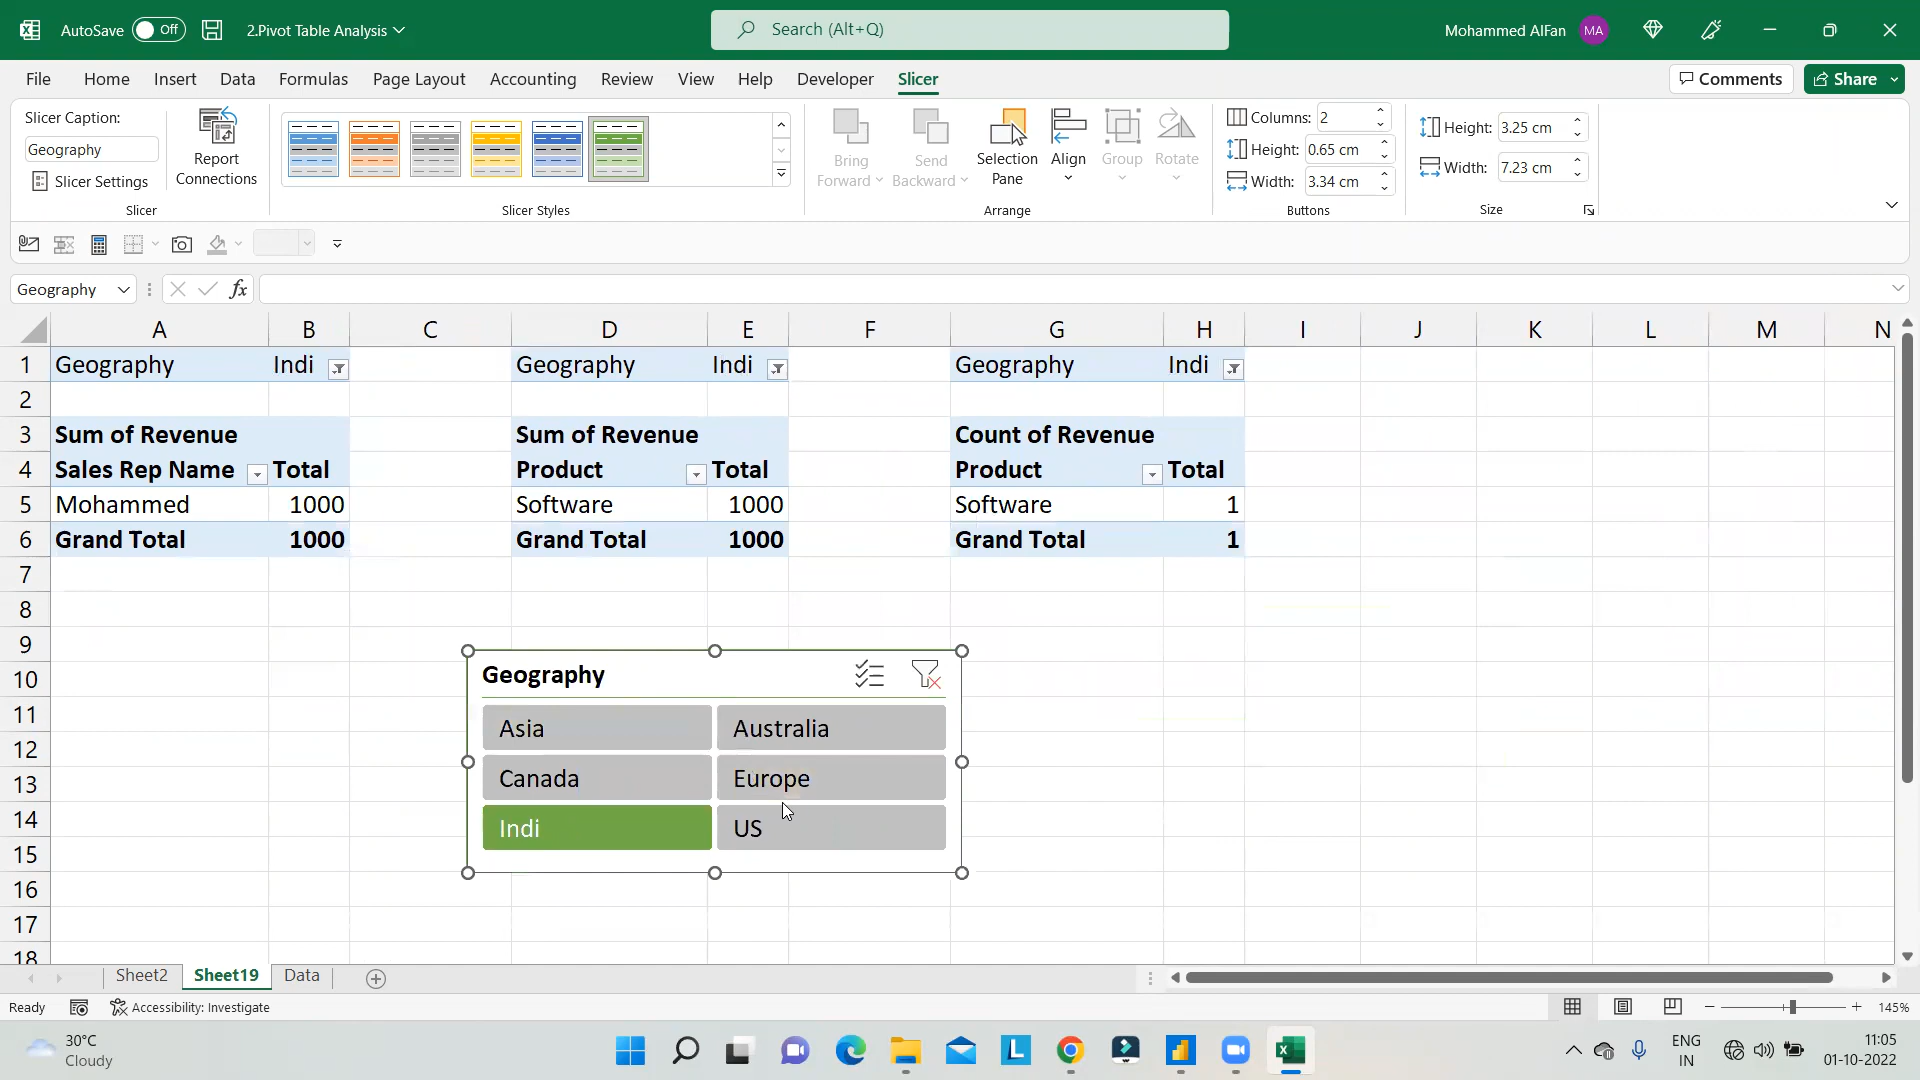 AutoSave Off 2.Pivot Table Analysis Search (Alt+Q) Mohammed AlFan MA
File Home Insert Data Formulas Page Layout Accounting Review View Help Developer Slicer Comments Share
Slicer Caption:
Geography
Slicer Settings
Report Connections
Slicer
Slicer Styles
Bring Forward
Send Backward
Selection Pane
Align
Group
Rotate
Arrange
Columns: 2
Height: 0.65 cm
Width: 3.34 cm
Buttons
Height: 3.25 cm
Width: 7.23 cm
Size
Geography fx
A B C D E F G H I J K L M N
1 Geography Indi Geography Indi Geography Indi
2
3 Sum of Revenue Sum of Revenue Count of Revenue
4 Sales Rep Name Total Product Total Product Total
5 Mohammed 1000 Software 1000 Software 1
6 Grand Total 1000 Grand Total 1000 Grand Total 1
7
8
9
10
11
12
13
14
15
16
17
18
Geography
Asia Australia
Canada Europe
Indi US
Sheet2 Sheet19 Data
Ready Accessibility: Investigate 145%
30°C
Cloudy
ENG
IN
11:05
01-10-2022